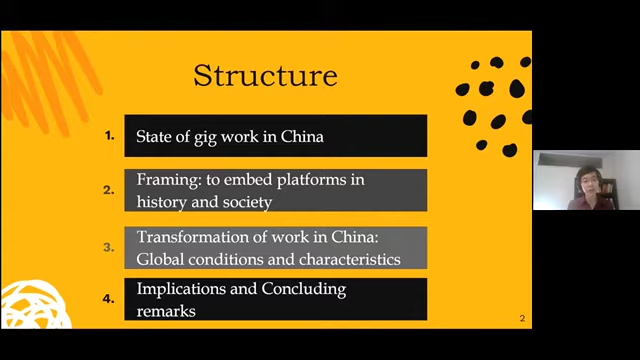 Structure
1. State of gig work in China
2. Framing: to embed platforms in
history and society
3. Transformation of work in China:
Global conditions and characteristics
4. Implications and Concluding
remarks
2